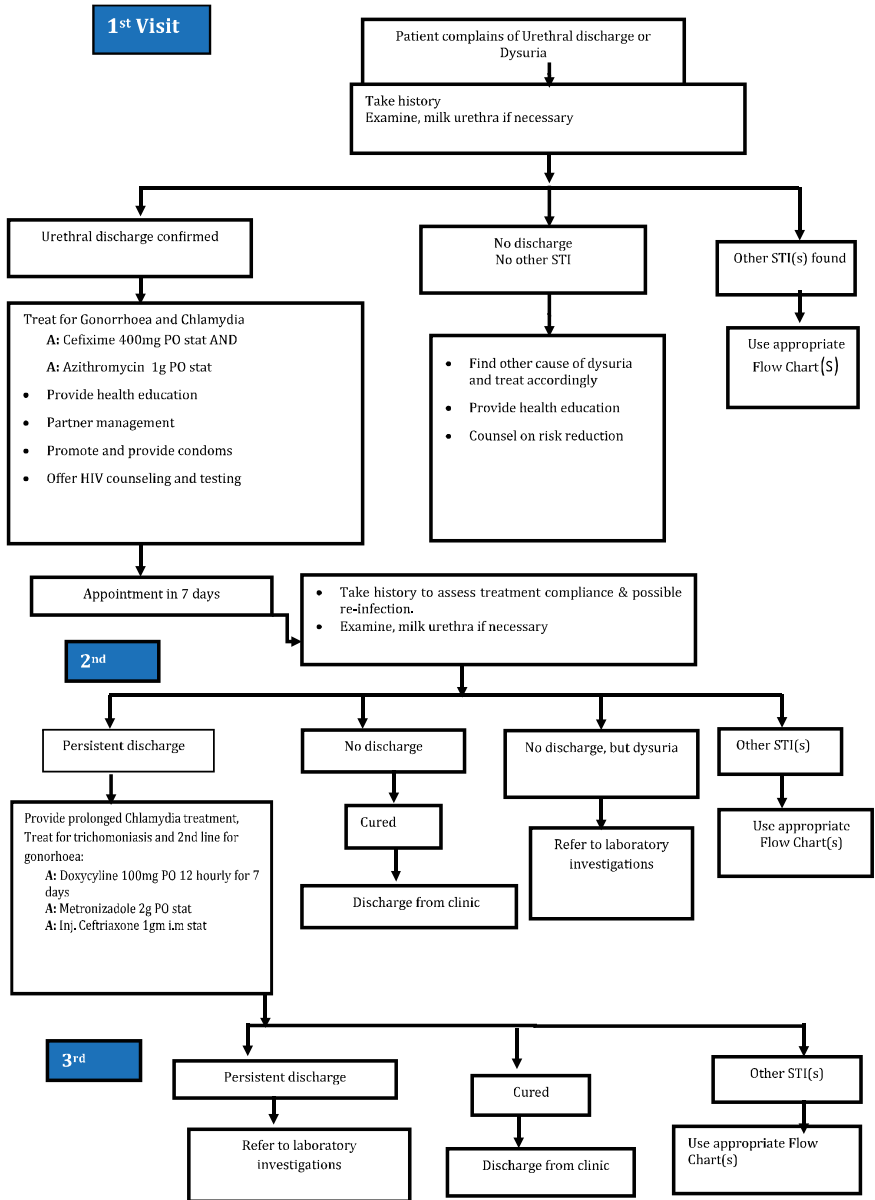 1st Visit
Patient complains of Urethral discharge or
Dysuria
Take history
Examine, milk urethra if necessary
Urethral discharge confirmed
No discharge
No other STI
Other STI(s) found
Treat for Gonorrhoea and Chlamydia
A: Cefixime 400mg PO stat AND
A: Azithromycin 1g PO stat
• Provide health education
• Partner management
• Promote and provide condoms
• Offer HIV counseling and testing
• Find other cause of dysuria
and treat accordingly
• Provide health education
• Counsel on risk reduction
Use appropriate
Flow Chart(s)
Appointment in 7 days
• Take history to assess treatment compliance & possible
re-infection.
• Examine, milk urethra if necessary
2nd
Persistent discharge
No discharge
No discharge, but dysuria
Other STI(s)
Provide prolonged Chlamydia treatment,
Treat for trichomoniasis and 2nd line for
gonorhoea:
A: Doxycyline 100mg PO 12 hourly for 7
days
A: Metronizadole 2g PO stat
A: Inj. Ceftriaxone 1gm i.m stat
Cured
Discharge from clinic
Refer to laboratory
investigations
Use appropriate
Flow Chart(s)
3rd
Persistent discharge
Cured
Other STI(s)
Refer to laboratory
investigations
Discharge from clinic
Use appropriate Flow
Chart(s)